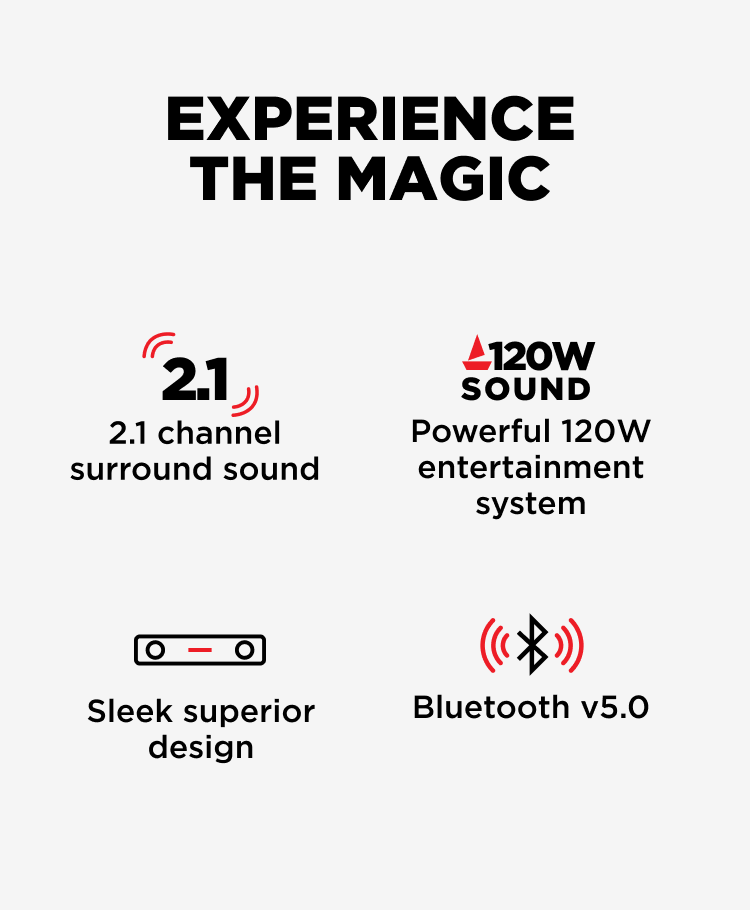 EXPERIENCE
THE MAGIC
2.1
2.1 channel
surround sound
120W
SOUND
Powerful 120W
entertainment
system
Sleek superior
design
Bluetooth v5.0